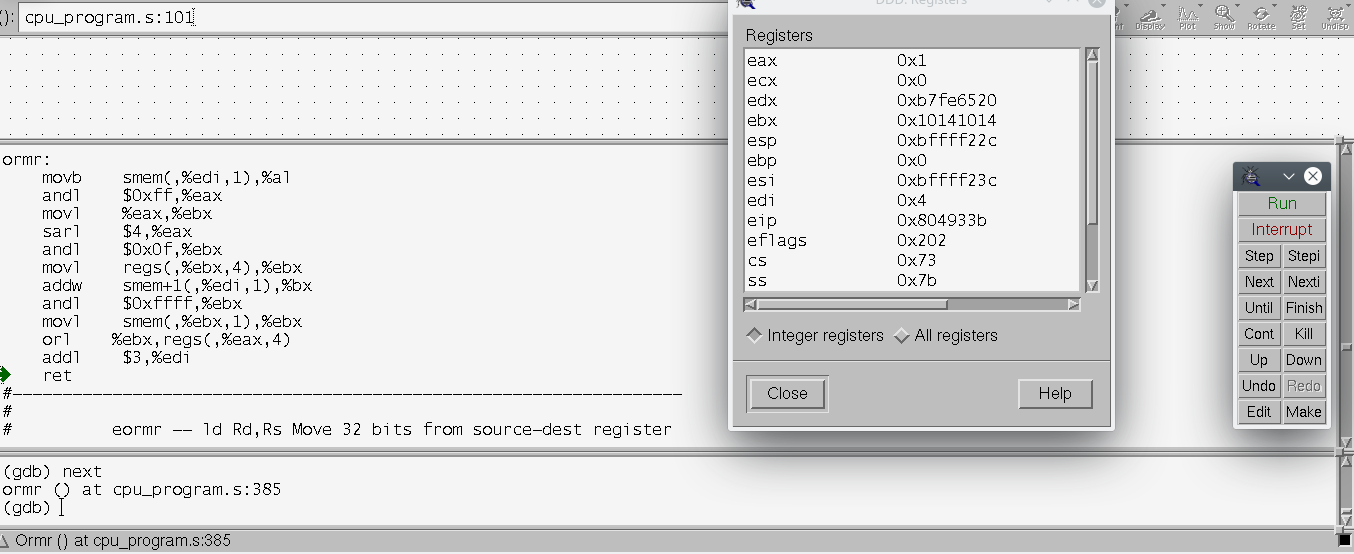 (): cpu_program.s:101
DDD: Registers
Display Plot Show Rotate Set Undisp
Registers
eax 0x1
ecx 0x0
edx 0xb7fe6520
ebx 0x10141014
esp 0xbffff22c
ebp 0x0
esi 0xbffff23c
edi 0x4
eip 0x804933b
eflags 0x202
cs 0x73
ss 0x7b
Integer registers All registers
Close Help
ormr:
movb smem(,%edi,1),%al
andl $0xff,%eax
movl %eax,%ebx
sarl $4,%eax
andl $0x0f,%ebx
movl regs(,%ebx,4),%ebx
addw smem+1(,%edi,1),%bx
andl $0xffff,%ebx
movl smem(,%ebx,1),%ebx
orl %ebx,regs(,%eax,4)
addl $3,%edi
ret
#-------------------------------------------------------------------
#
# eormr -- ld Rd,Rs Move 32 bits from source-dest register
Run
Interrupt
Step Stepi
Next Nexti
Until Finish
Cont Kill
Up Down
Undo Redo
Edit Make
(gdb) next
ormr () at cpu_program.s:385
(gdb)
Ormr () at cpu_program.s:385